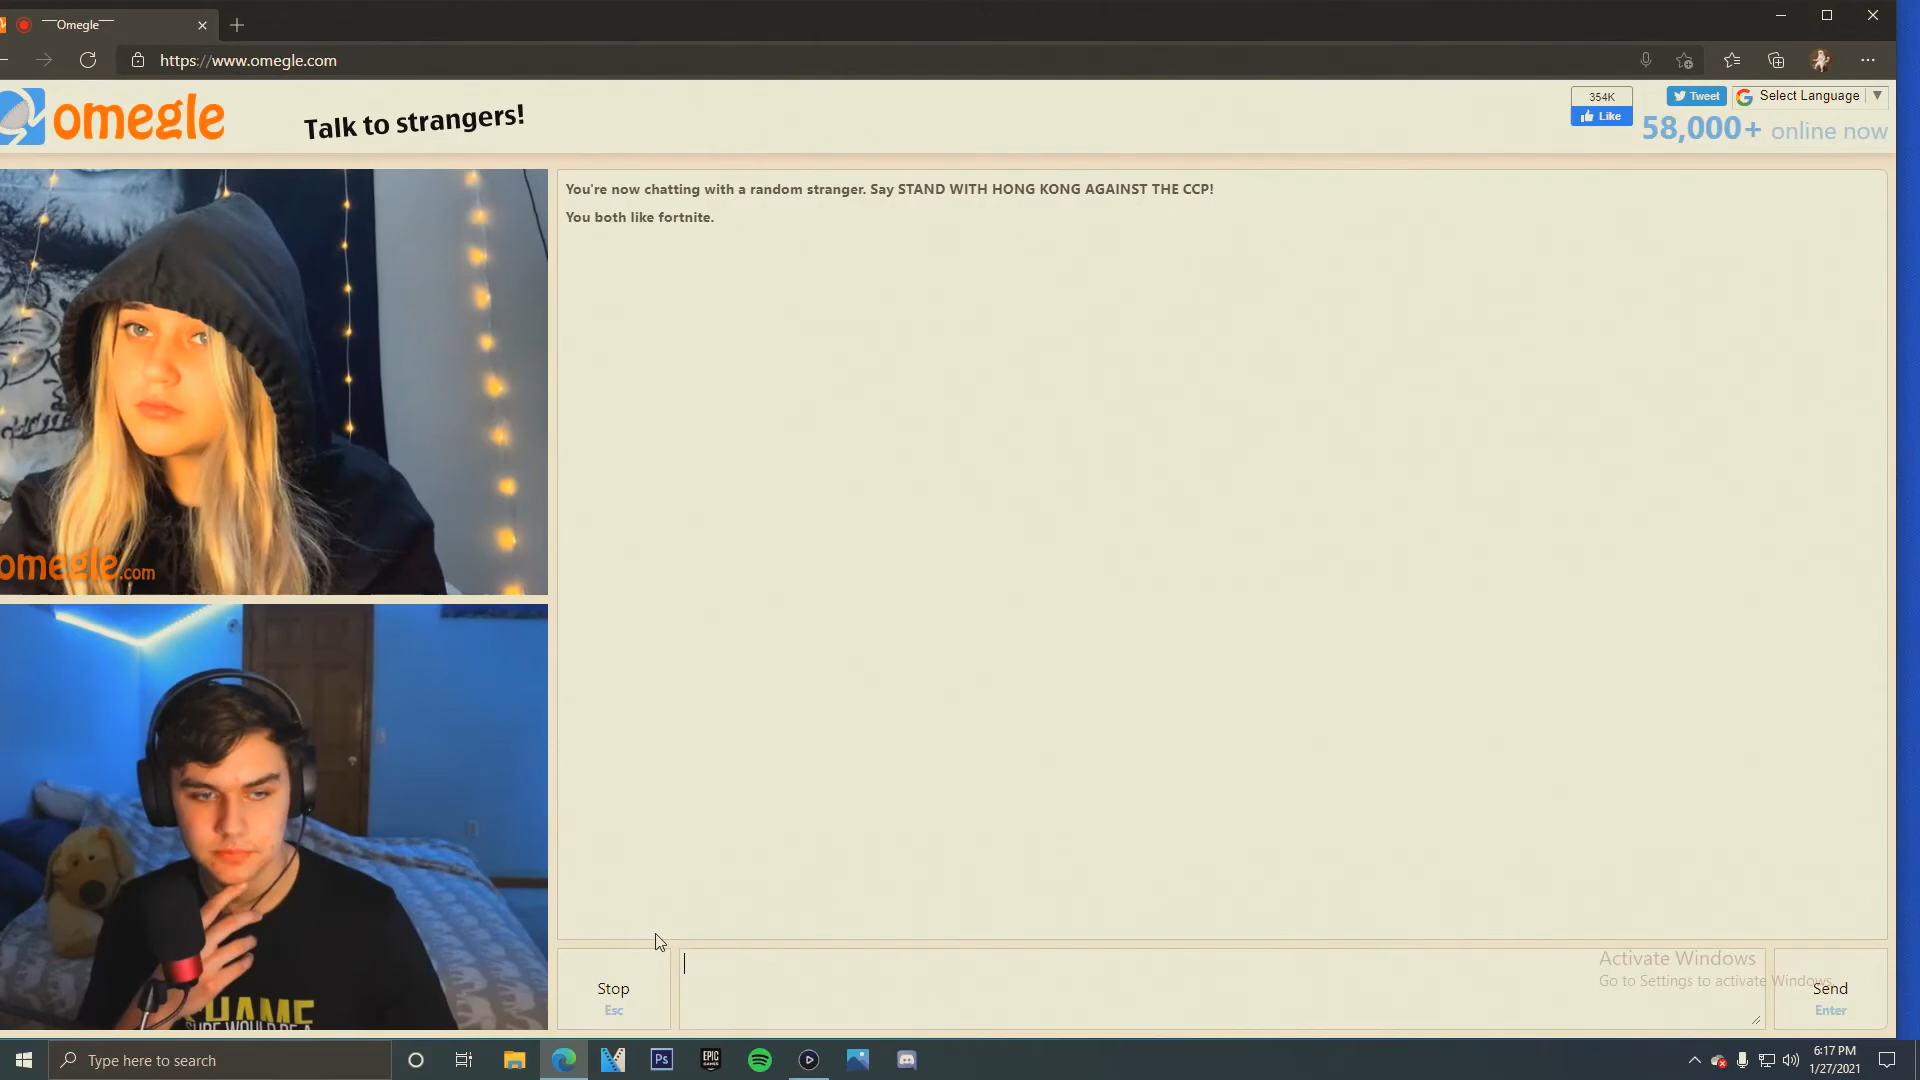 Omegle
https://www.omegle.com
omegle
Talk to strangers!
354K
Like
Tweet
Select Language
58,000+ online now
You're now chatting with a random stranger. Say STAND WITH HONG KONG AGAINST THE CCP!
You both like fortnite.
omegle.com
Stop
Esc
Activate Windows
Go to Settings to activate Windows.
Send
Enter
Type here to search
Ps
EPIC
GAMES
6:17 PM
1/27/2021